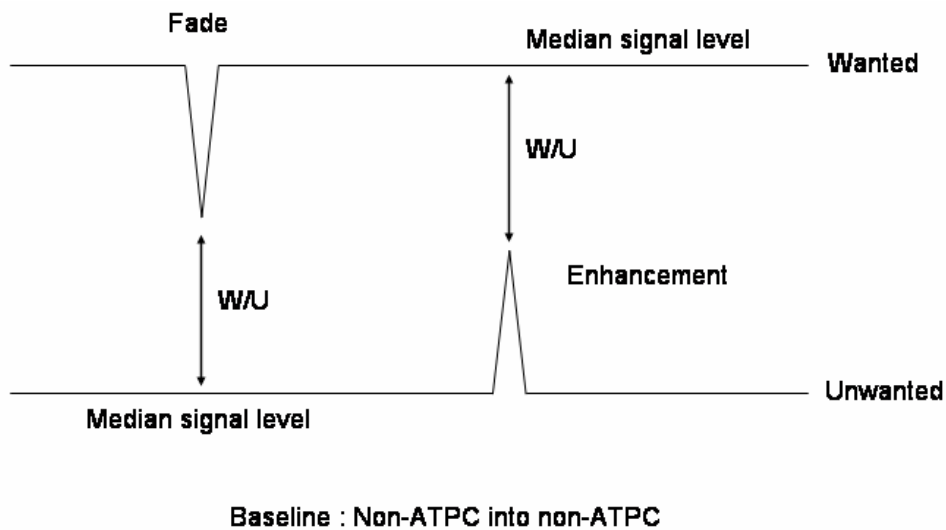 Fade
Median signal level
Wanted
W/U
Enhancement
W/U
Unwanted
Median signal level
Baseline : Non-ATPC into non-ATPC